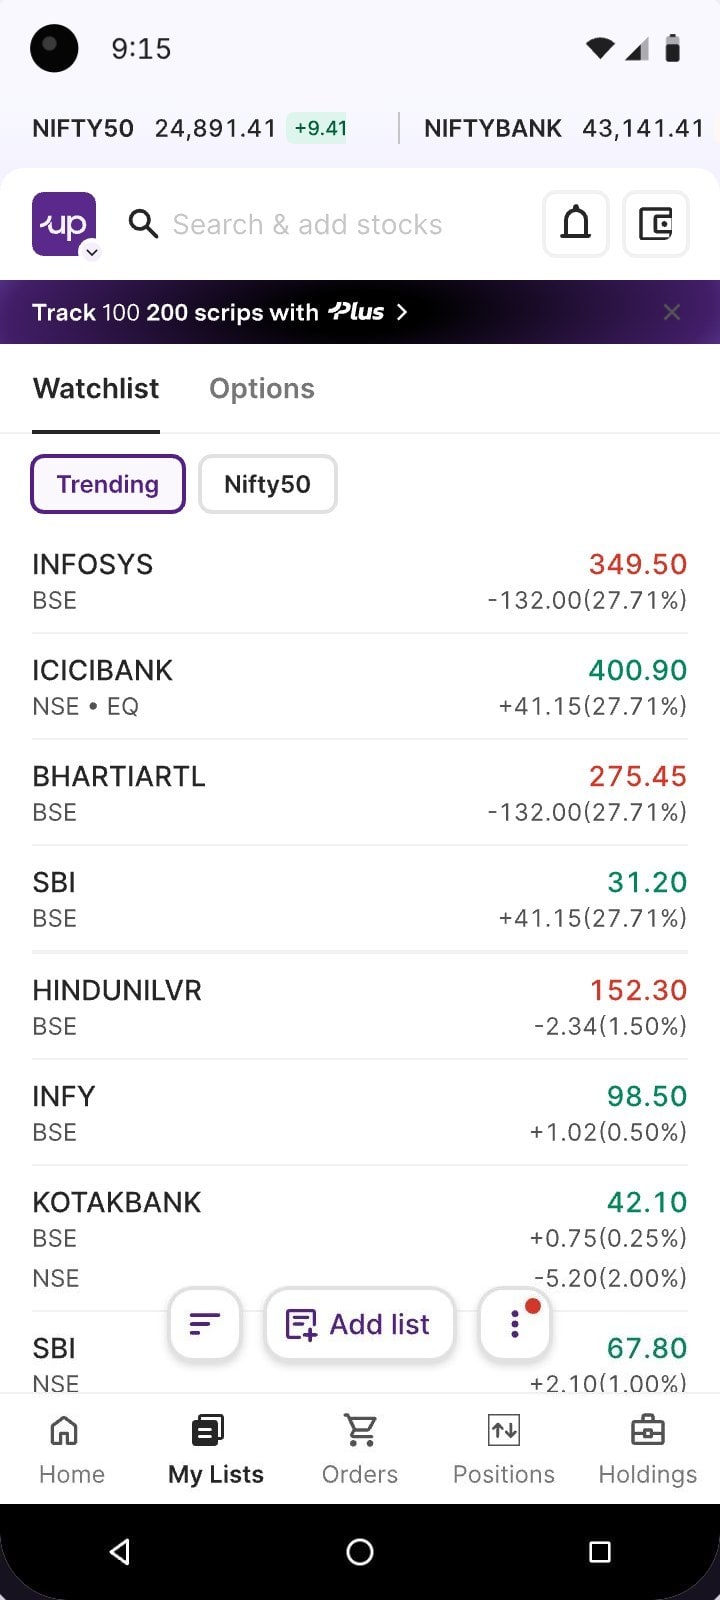 9:15
NIFTY50 24,891.41 +9.41 NIFTYBANK 43,141.41
up Search & add stocks
Track 100 200 scrips with Plus
Watchlist Options
Trending Nifty50
INFOSYS 349.50
BSE -132.00(27.71%)
ICICIBANK 400.90
NSE • EQ +41.15(27.71%)
BHARTIARTL 275.45
BSE -132.00(27.71%)
SBI 31.20
BSE +41.15(27.71%)
HINDUNILVR 152.30
BSE -2.34(1.50%)
INFY 98.50
BSE +1.02(0.50%)
KOTAKBANK 42.10
BSE +0.75(0.25%)
NSE -5.20(2.00%)
Add list
SBI 67.80
NSE +2.10(1.00%)
Home My Lists Orders Positions Holdings